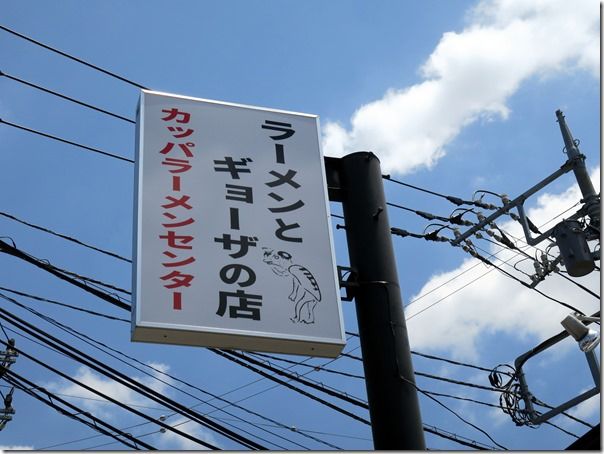 ラーメンと
ギョーザの店
カッパラーメンセンター